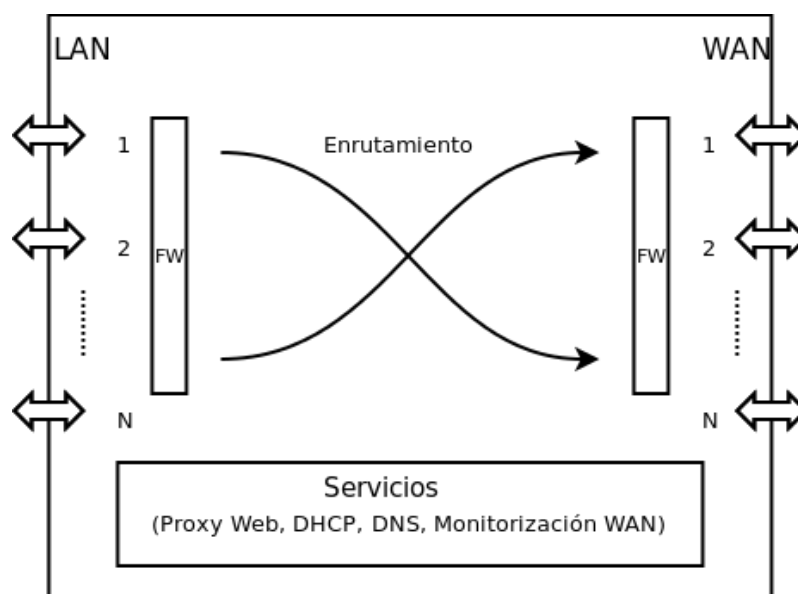 LAN
WAN
1
Enrutamiento
1
2
FW
FW
2
N
N
Servicios
(Proxy Web, DHCP, DNS, Monitorización WAN)